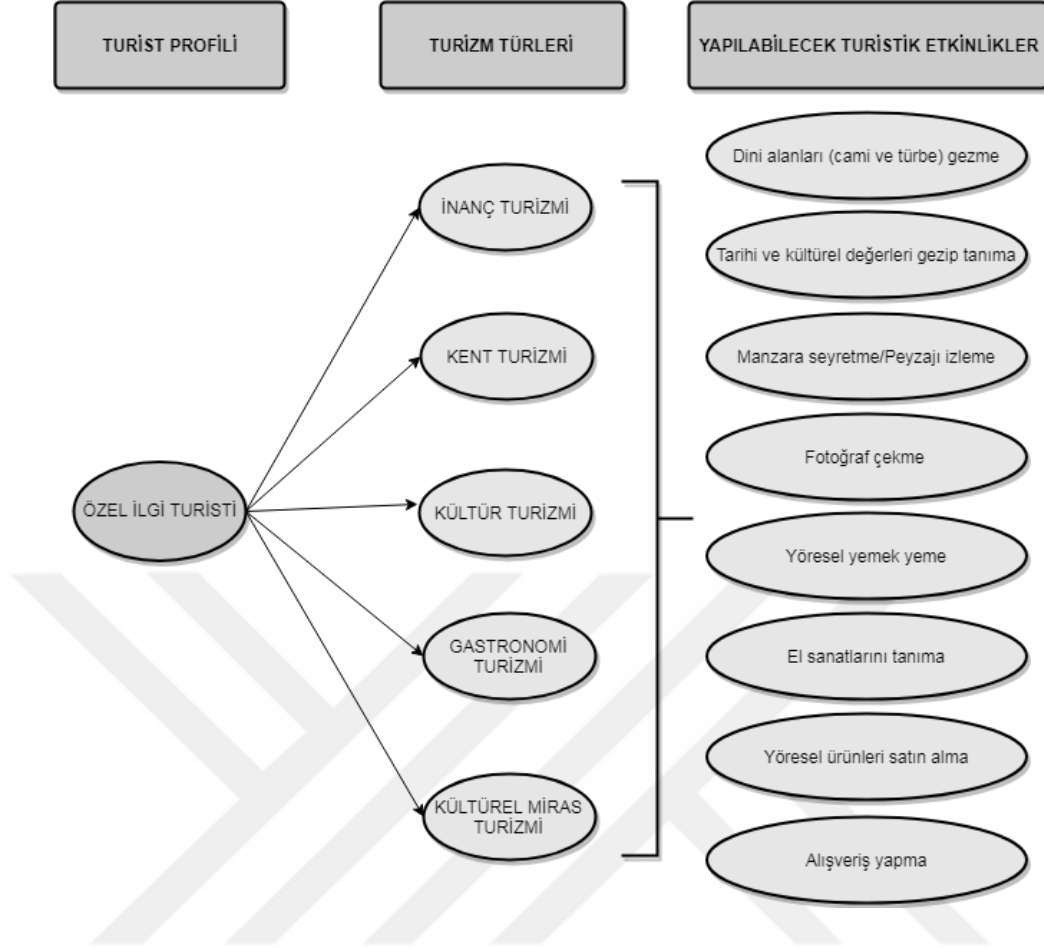 TURİST PROFİLİ
TURİZM TÜRLERİ
YAPILABİLECEK TURİSTİK ETKİNLİKLER
ÖZEL İLGİ TURİSTİ
İNANÇ TURİZMİ
KENT TURİZMİ
KÜLTÜR TURİZMİ
GASTRONOMİ
TURİZMİ
KÜLTÜREL MİRAS
TURİZMİ
Dini alanları (cami ve türbe) gezme
Tarihi ve kültürel değerleri gezip tanıma
Manzara seyretme/Peyzajı izleme
Fotoğraf çekme
Yöresel yemek yeme
El sanatlarını tanıma
Yöresel ürünleri satın alma
Alışveriş yapma